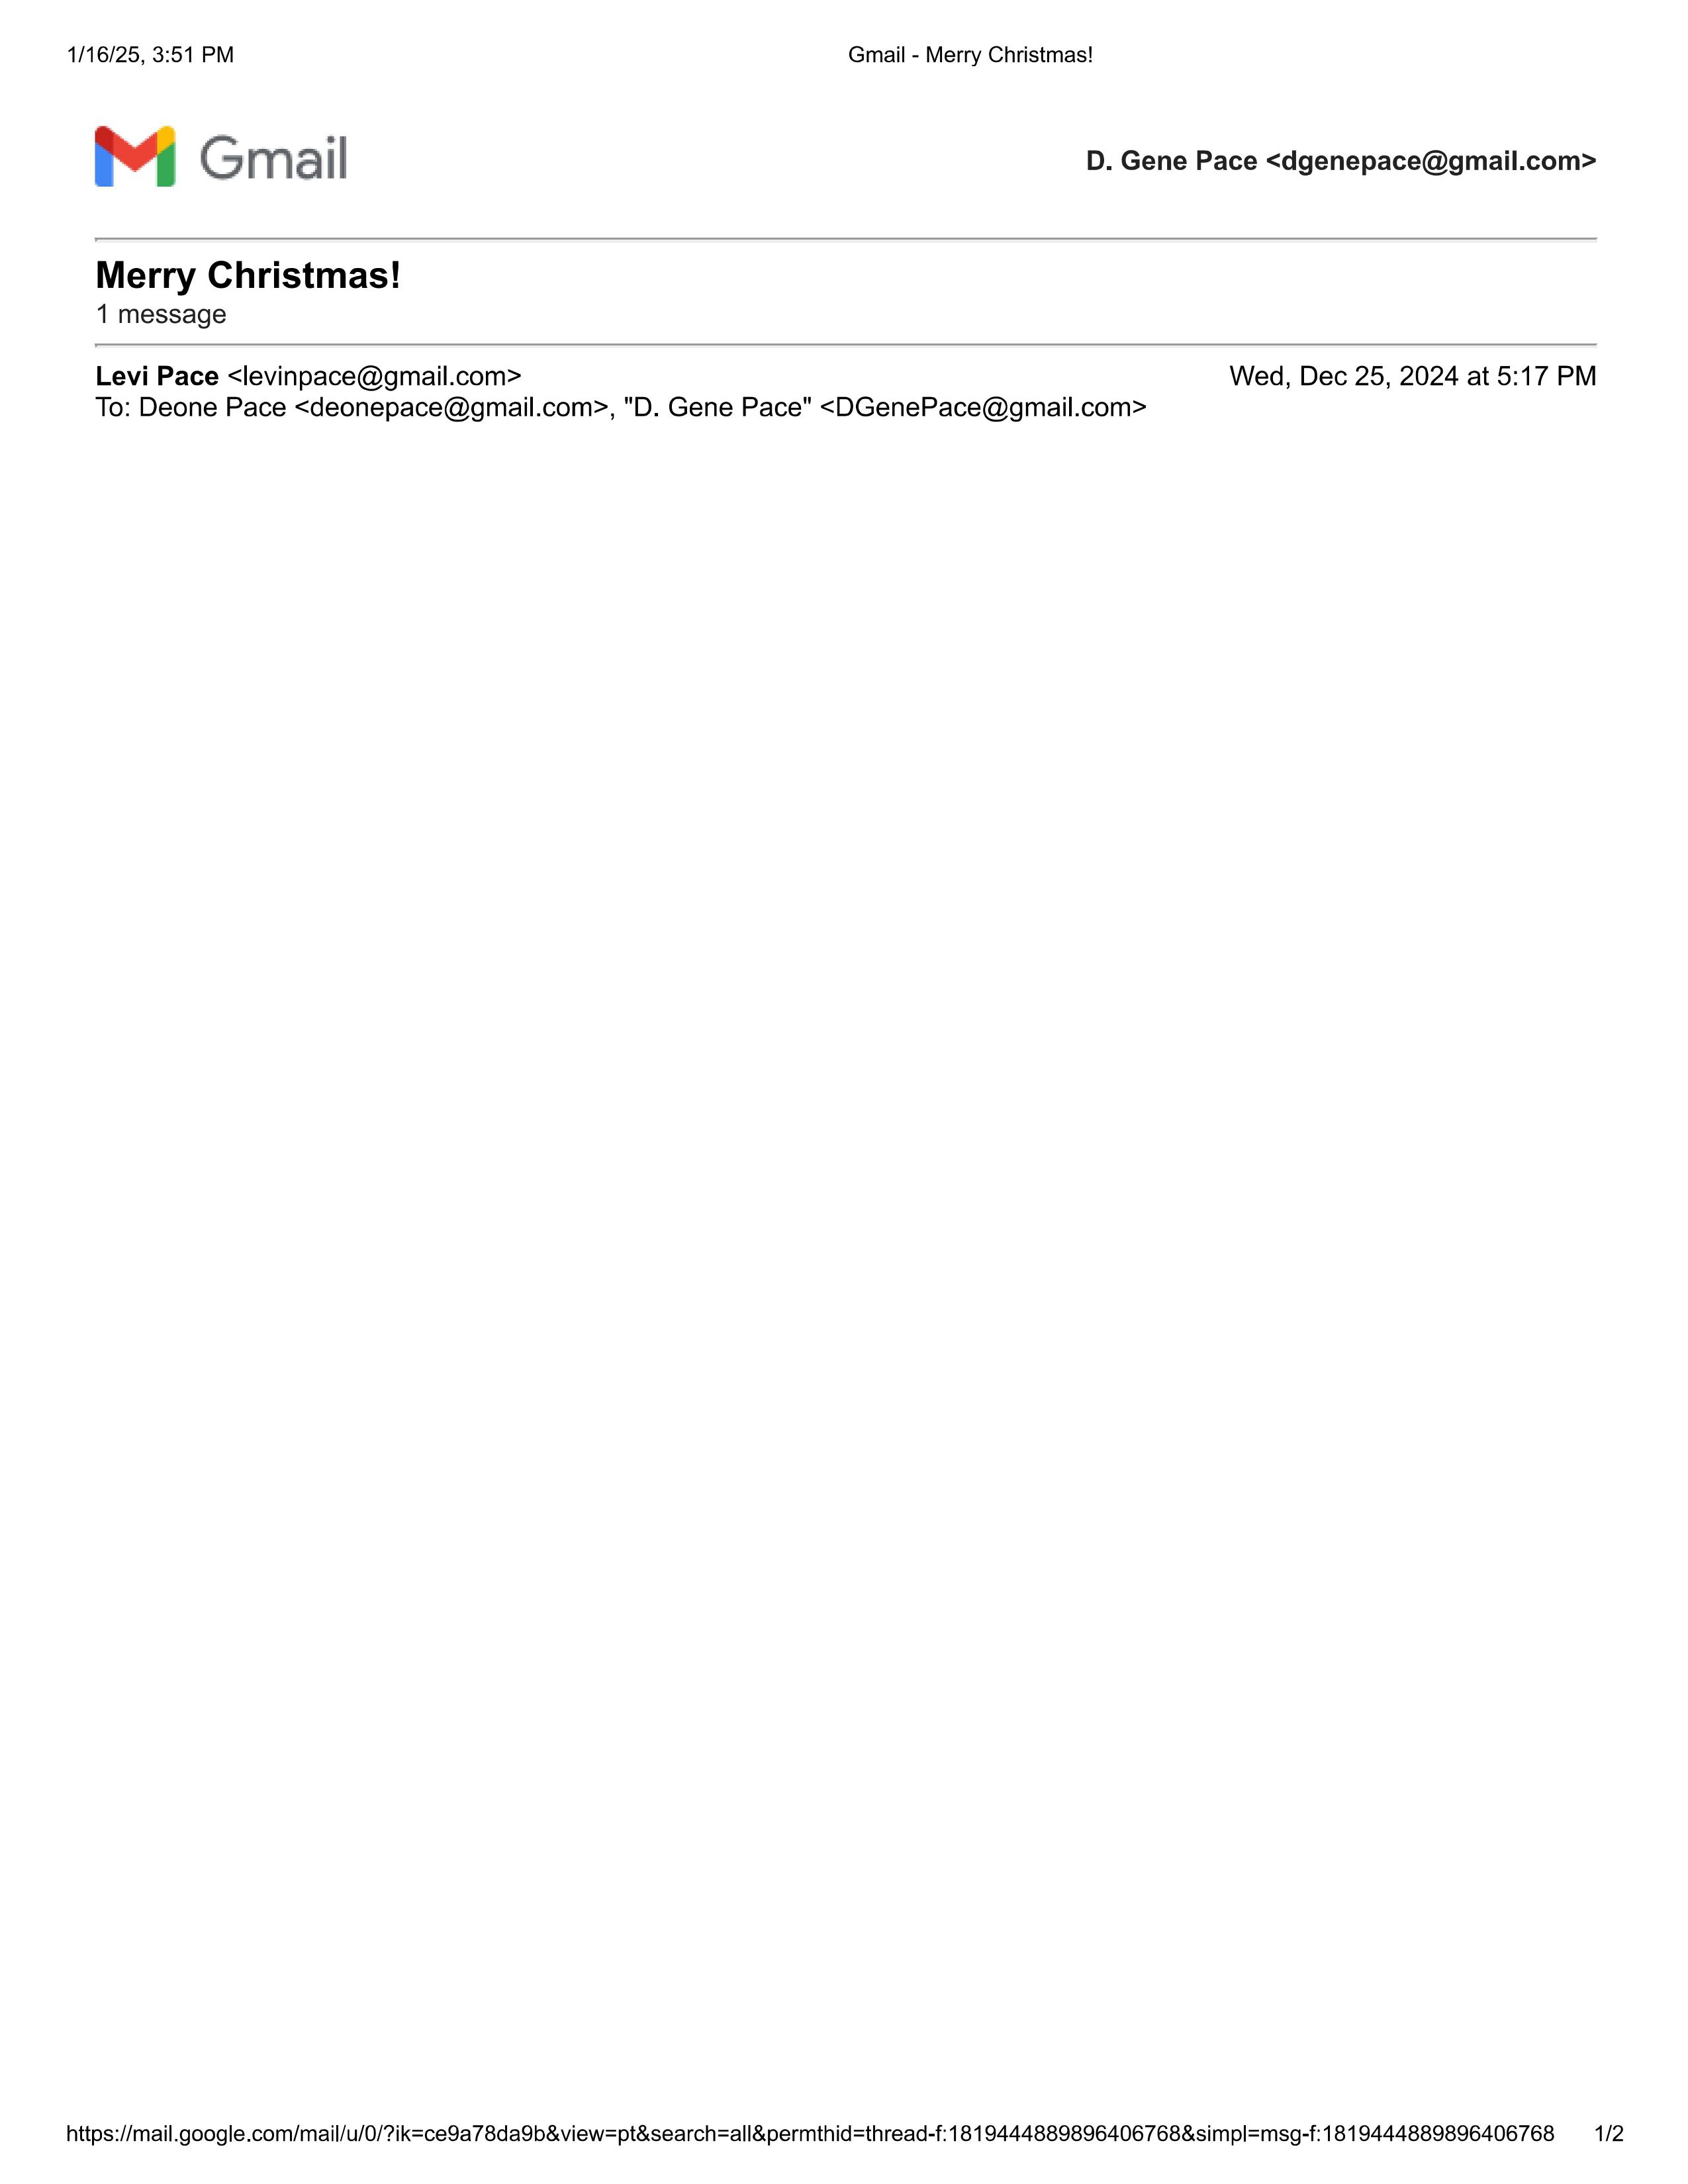 1/16/25, 3:51 PM Gmail - Merry Christmas!
Gmail D. Gene Pace <dgenepace@gmail.com>
Merry Christmas!
1 message
Levi Pace <levinpace@gmail.com> Wed, Dec 25, 2024 at 5:17 PM
To: Deone Pace <deonepace@gmail.com>, "D. Gene Pace" <DGenePace@gmail.com>
https://mail.google.com/mail/u/0/?ik=ce9a78da9b&view=pt&search=all&permthid=thread-f:1819444889896406768&simpl=msg-f:1819444889896406768 1/2